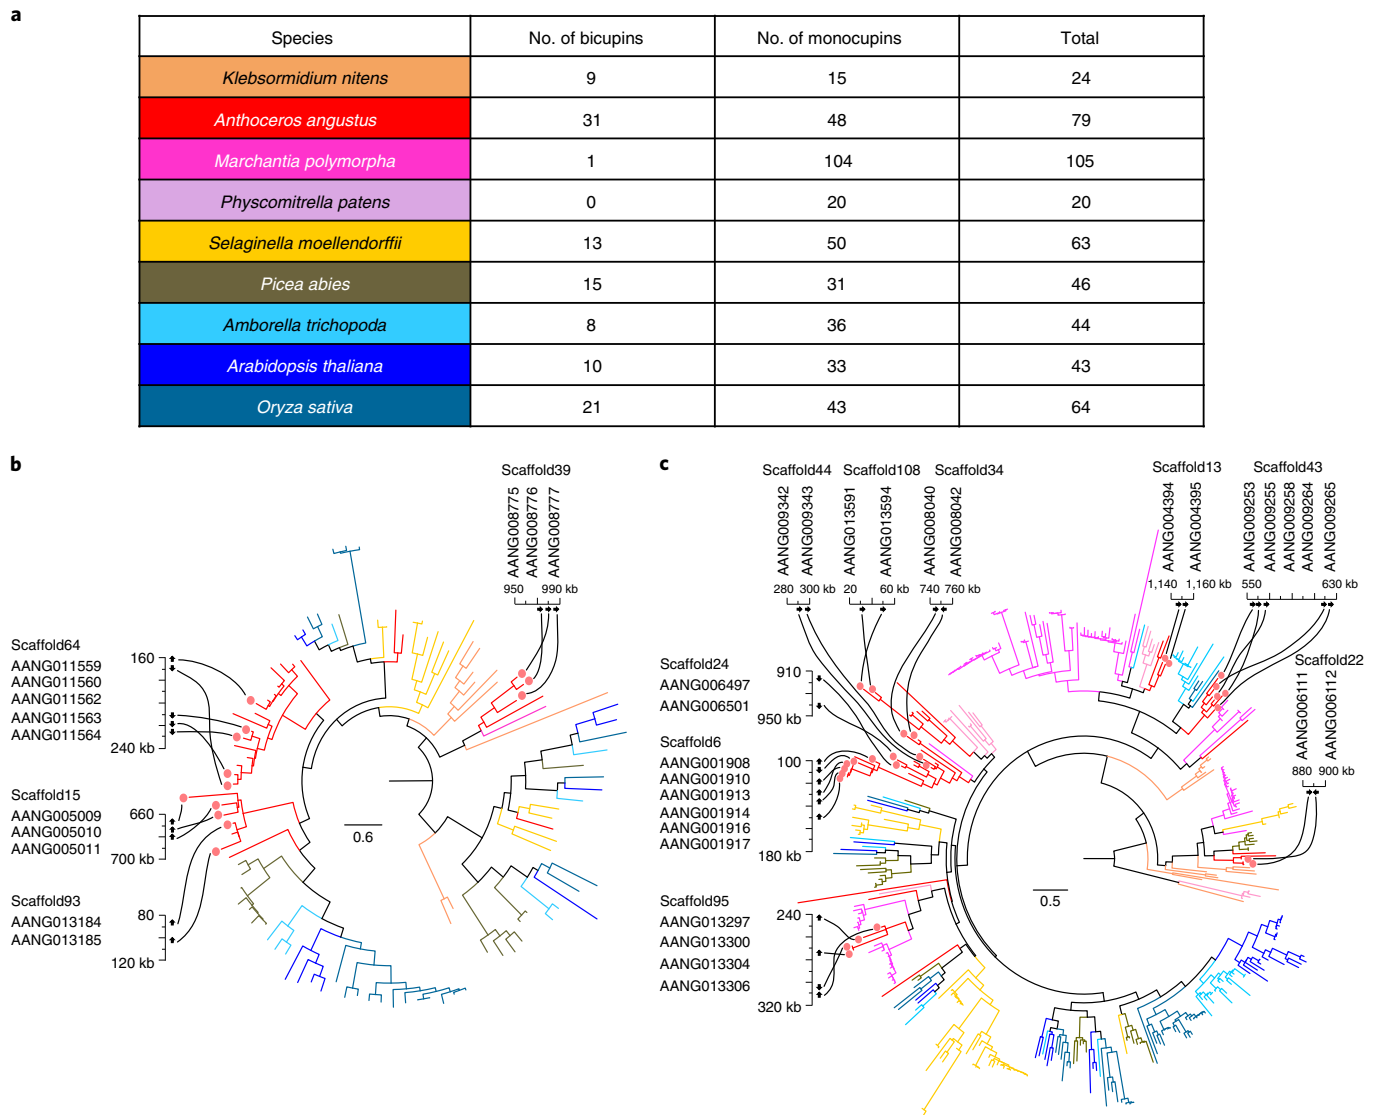 a
Species No. of bicupins No. of monocupins Total
Klebsormidium nitens 9 15 24
Anthoceros angustus 31 48 79
Marchantia polymorpha 1 104 105
Physcomitrella patens 0 20 20
Selaginella moellendorffii 13 50 63
Picea abies 15 31 46
Amborella trichopoda 8 36 44
Arabidopsis thaliana 10 33 43
Oryza sativa 21 43 64
b
Scaffold39
AANG008775
AANG008776
AANG008777
950 990 kb
Scaffold64
AANG011559
AANG011560
AANG011562
AANG011563
AANG011564
160
240 kb
Scaffold15
AANG005009
AANG005010
AANG005011
660
700 kb
Scaffold93
AANG013184
AANG013185
80
120 kb
0.6
c
Scaffold44 Scaffold108 Scaffold34
AANG009342
AANG009343
AANG013591
AANG013594
AANG008040
AANG008042
280 300 kb 20 60 kb 740 760 kb
Scaffold13 Scaffold43
AANG004394
AANG004395
AANG009253
AANG009255
AANG009258
AANG009264
AANG009265
1,140 1,160 kb 550 630 kb
Scaffold22
AANG006111
AANG006112
880 900 kb
Scaffold24
AANG006497
AANG006501
910
950 kb
Scaffold6
AANG001908
AANG001910
AANG001913
AANG001914
AANG001916
AANG001917
100
180 kb
Scaffold95
AANG013297
AANG013300
AANG013304
AANG013306
240
320 kb
0.5